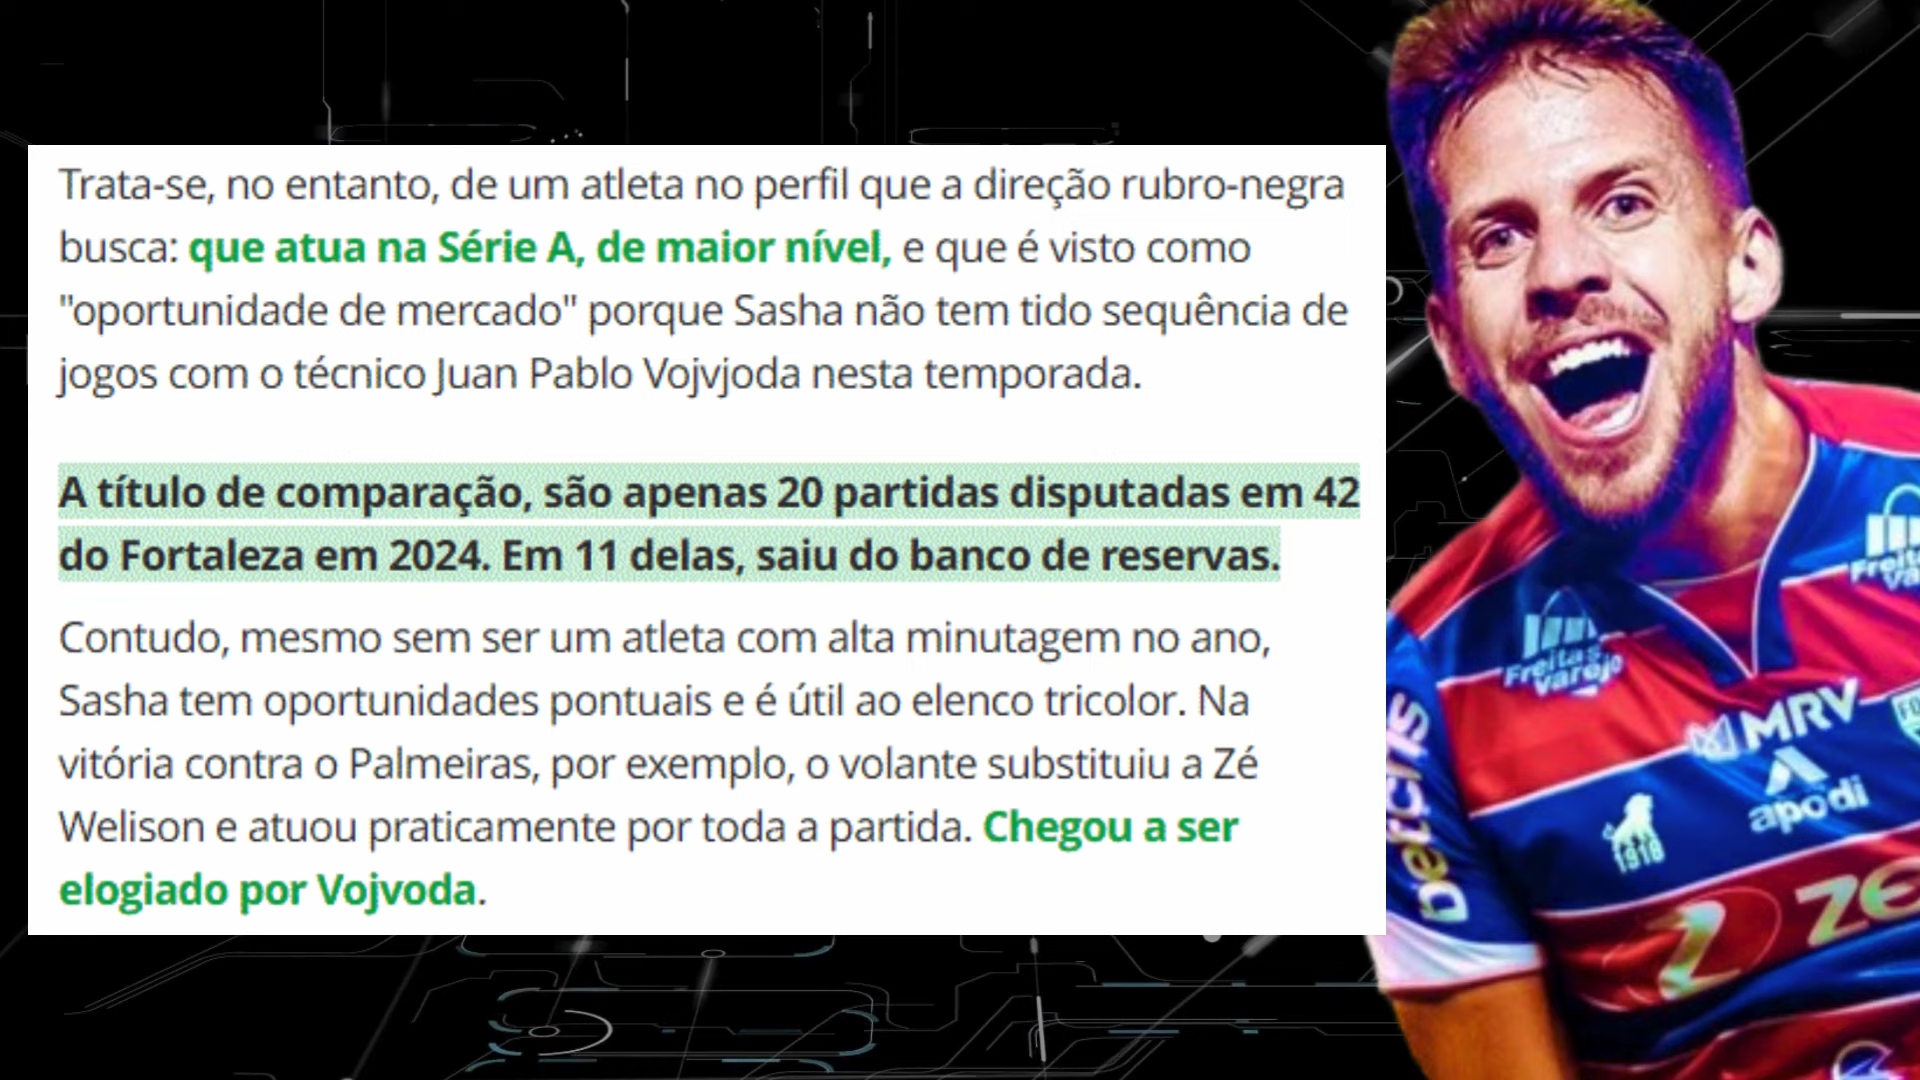 Trata-se, no entanto, de um atleta no perfil que a direção rubro-negra
busca: que atua na Série A, de maior nível, e que é visto como
"oportunidade de mercado" porque Sasha não tem tido sequência de
jogos com o técnico Juan Pablo Vojvjoda nesta temporada.
A título de comparação, são apenas 20 partidas disputadas em 42
do Fortaleza em 2024. Em 11 delas, saiu do banco de reservas.
Contudo, mesmo sem ser um atleta com alta minutagem no ano,
Sasha tem oportunidades pontuais e é útil ao elenco tricolor. Na
vitória contra o Palmeiras, por exemplo, o volante substituiu a Zé
Welison e atuou praticamente por toda a partida. Chegou a ser
elogiado por Vojvoda.
Freitas
varejo
MRV
apodi
1918